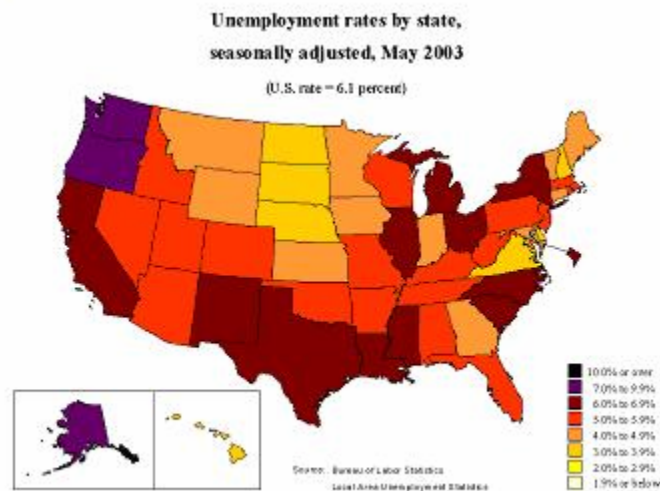 Unemployment rates by state,
seasonally adjusted, May 2003
(U.S. rate = 6.1 percent)
10.0% or over
7.0% to 9.9%
6.0% to 6.9%
5.0% to 5.9%
4.0% to 4.9%
3.0% to 3.9%
2.0% to 2.9%
1.9% or below
Source: Bureau of Labor Statistics
Local Area Unemployment Statistics